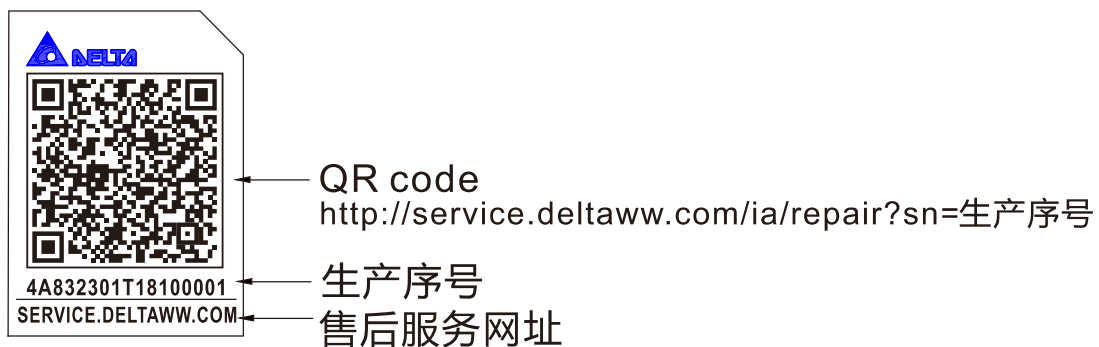 DELTA
QR code
http://service.deltaww.com/ia/repair?sn=生产序号
4A832301T18100001
生产序号
SERVICE.DELTAWW.COM
售后服务网址